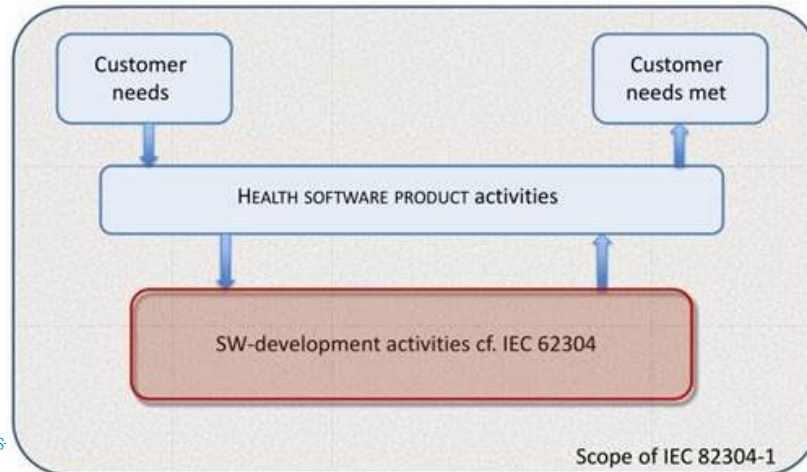 Customer
needs
Customer
needs met
HEALTH SOFTWARE PRODUCT activities
SW-development activities cf. IEC 62304
Scope of IEC 82304-1